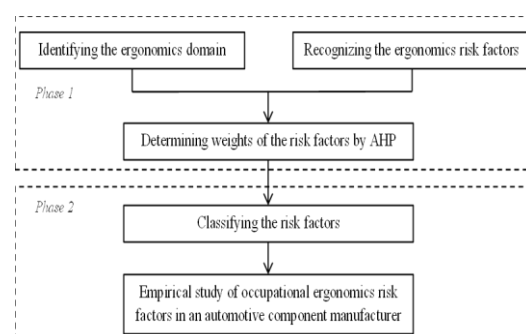 Identifying the ergonomics domain
Recognizing the ergonomics risk factors
Phase 1
Determining weights of the risk factors by AHP
Phase 2
Classifying the risk factors
Empirical study of occupational ergonomics risk
factors in an automotive component manufacturer